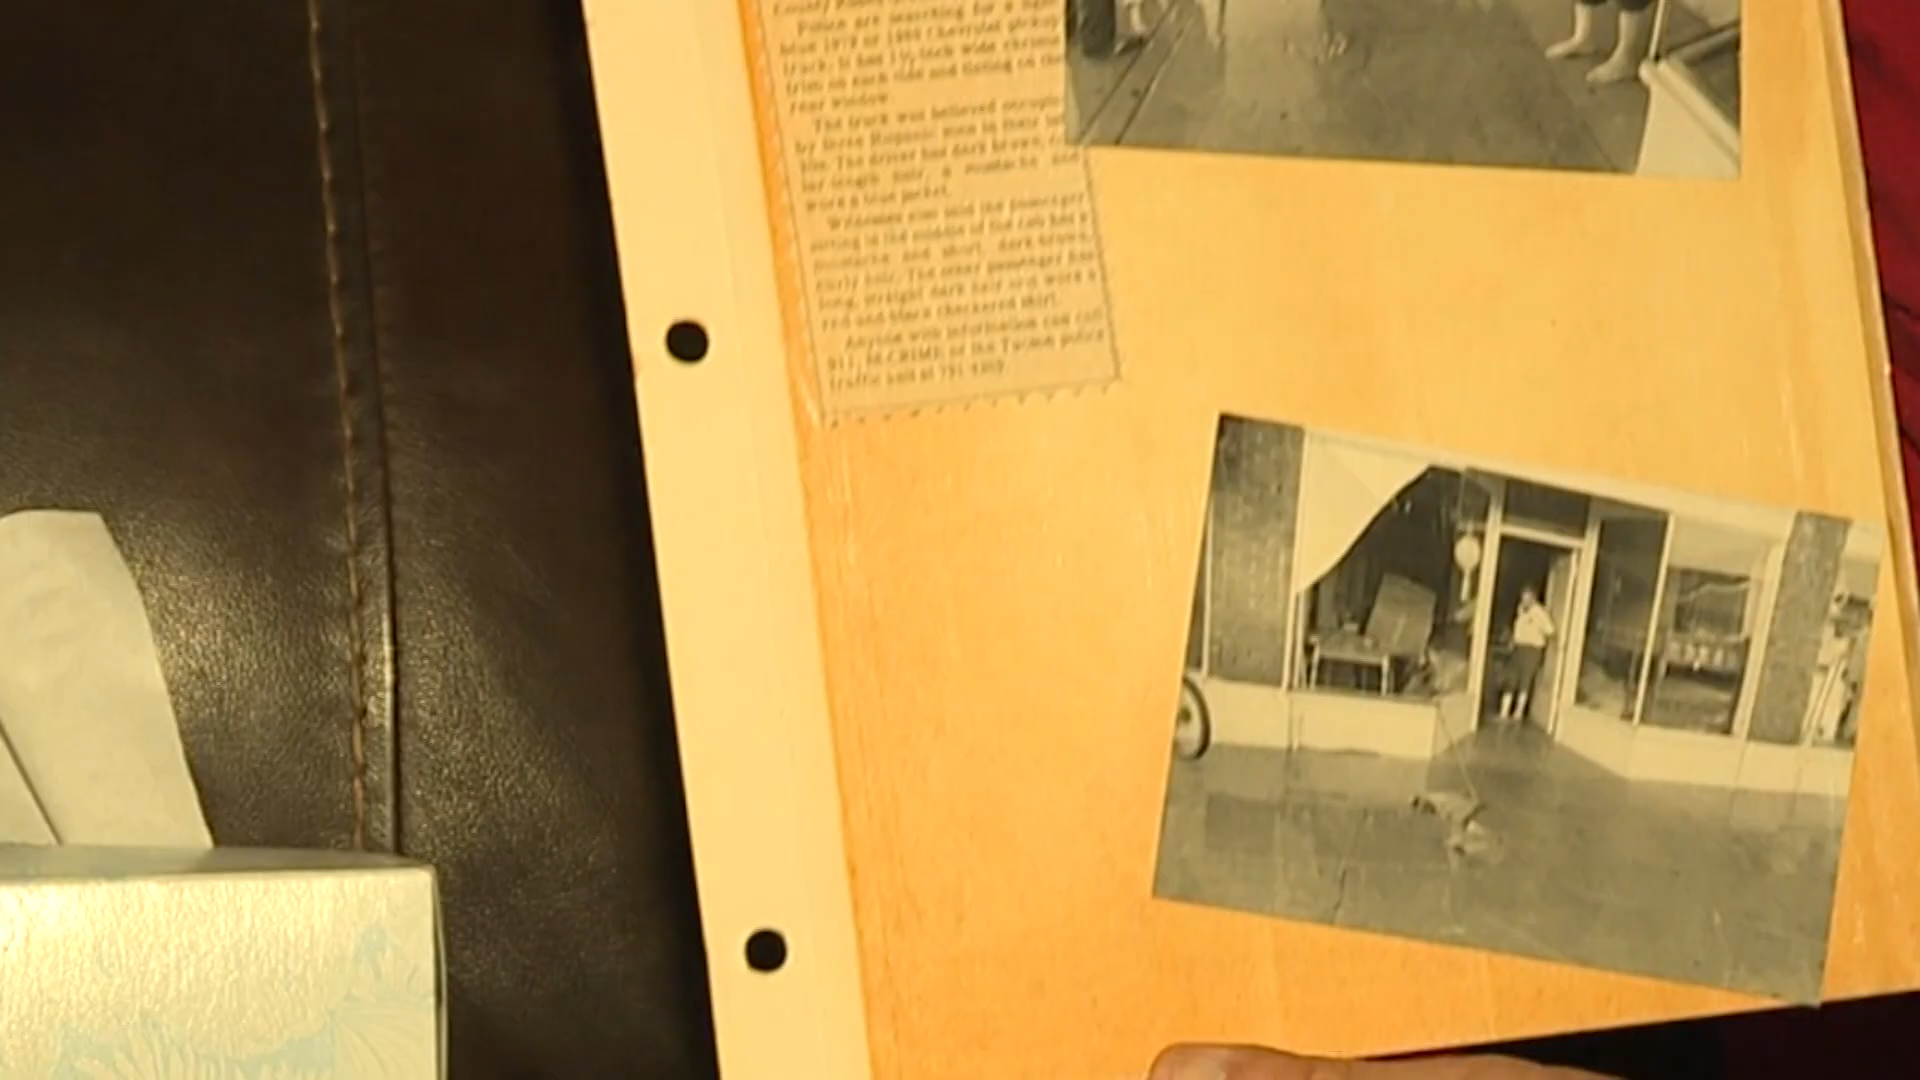 County
Police are searching for a light
blue 1979 or 1980 Chevrolet pickup
truck. It has 1½-inch wide chrome
trim on each side and tinting on the
rear window.
The truck was believed occupied
by three Hispanic men in their
The driver has dark brown,
length hair, a mustache and
wore a blue jacket.
Witnesses also said the passenger
sitting in the middle of the cab has a
mustache and short, dark-brown,
curly hair. The other passenger has
long, straight dark hair and wore a
red and black checkered shirt.
Anyone with information can call
911, 88-CRIME or the Tucson police
traffic unit at 791-